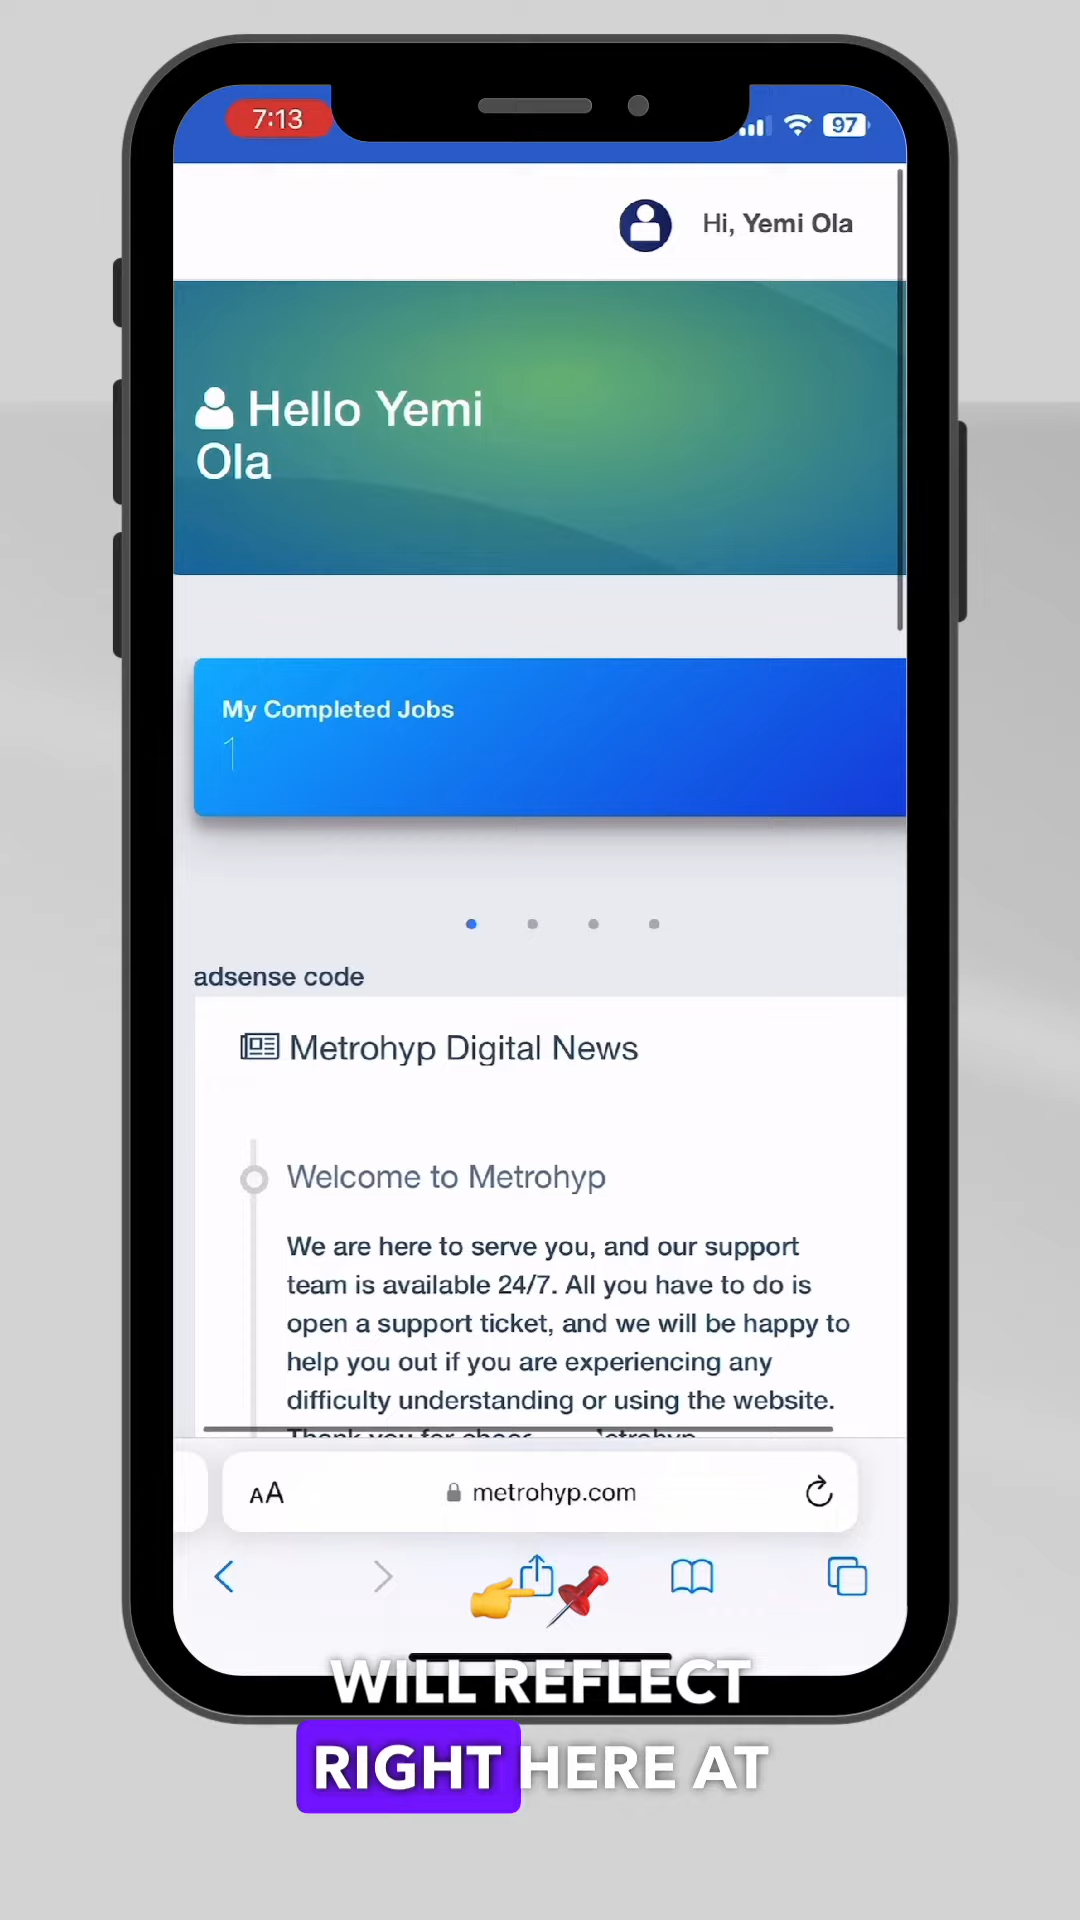 7:13
97
Hi, Yemi Ola
Hello Yemi
Ola
My Completed Jobs
1
adsense code
Metrohyp Digital News
Welcome to Metrohyp
We are here to serve you, and our support
team is available 24/7. All you have to do is
open a support ticket, and we will be happy to
help you out if you are experiencing any
difficulty understanding or using the website.
Thank you for
AA
metrohyp.com
WILL REFLECT
RIGHT HERE AT